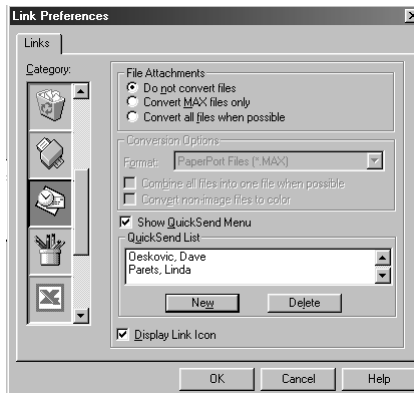 Link Preferences
Links
Category:
File Attachments
Do not convert files
Convert MAX files only
Convert all files when possible
Conversion Options
Format: PaperPort Files (*.MAX)
Combine all files into one file when possible
Convert non-image files to color
Show QuickSend Menu
QuickSend List
Oeskovic, Dave
Parets, Linda
New Delete
Display Link Icon
OK Cancel Help